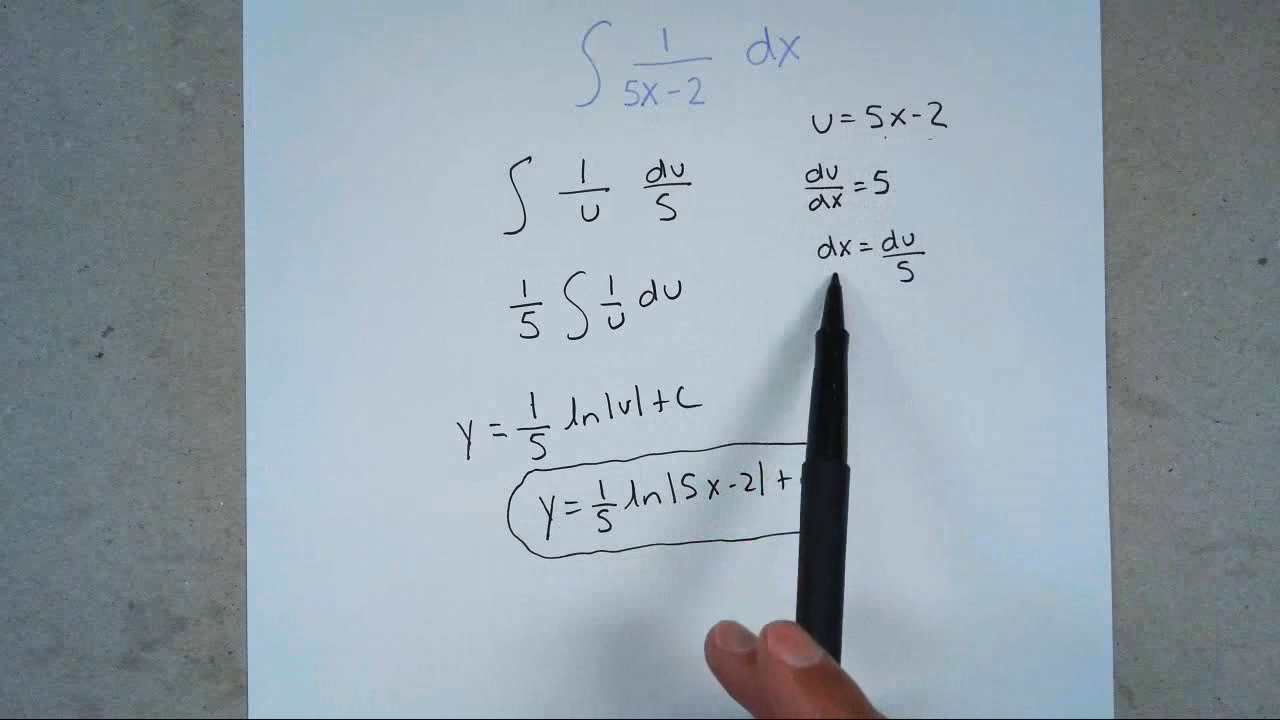 ∫ 1/(5x-2) dx
u = 5x-2
∫ 1/u du/5
du/dx = 5
dx = du/5
1/5 ∫ 1/u du
y = 1/5 ln|u| + C
y = 1/5 ln|5x-2| +